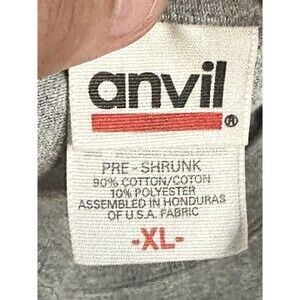 anvil
®
PRE - SHRUNK
90% COTTON/COTON
10% POLYESTER
ASSEMBLED IN HONDURAS
OF U.S.A. FABRIC
-XL-